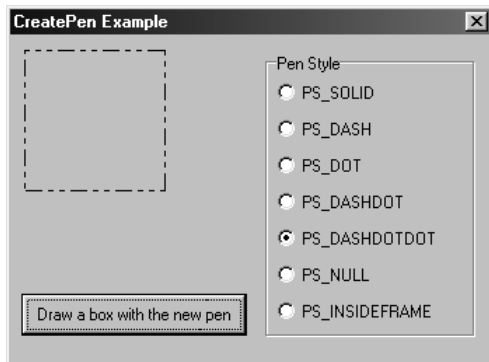 CreatePen Example
Pen Style
PS_SOLID
PS_DASH
PS_DOT
PS_DASHDOT
PS_DASHDOTDOT
PS_NULL
PS_INSIDEFRAME
Draw a box with the new pen